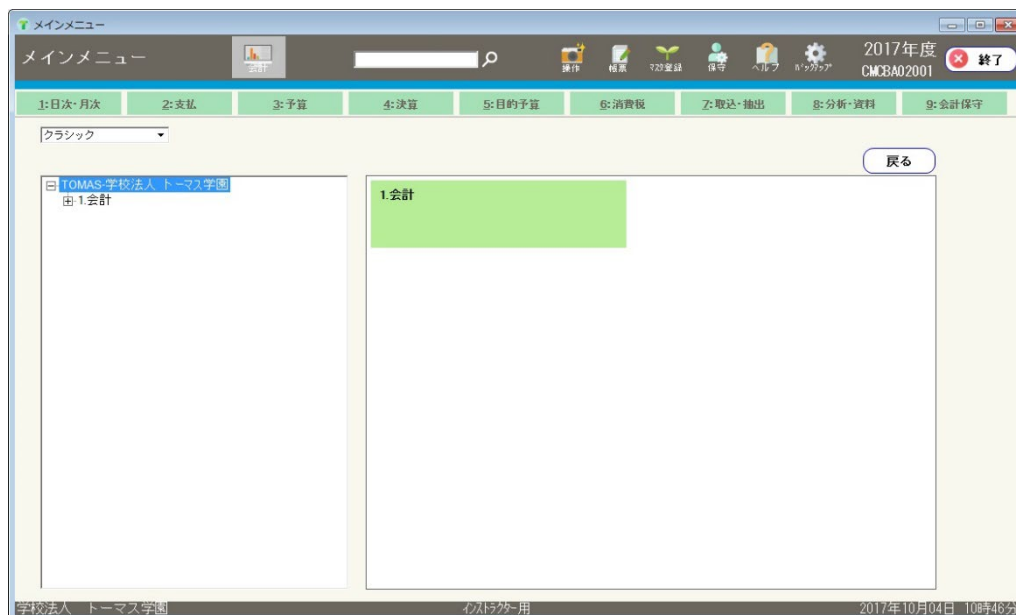 メインメニュー
メインメニュー
会計
操作
帳票
ﾏｽﾀ登録
保守
ヘルプ
ﾊﾞｯｸｱｯﾌﾟ
2017年度
CMCBA02001
終了
1:日次・月次
2:支払
3:予算
4:決算
5:目的予算
6:消費税
7:取込・抽出
8:分析・資料
9:会計保守
クラシック
戻る
TOMAS-学校法人 トーマス学園
1.会計
1.会計
学校法人 トーマス学園
ｲﾝｽﾄﾗｸﾀｰ用
2017年10月04日 10時46分